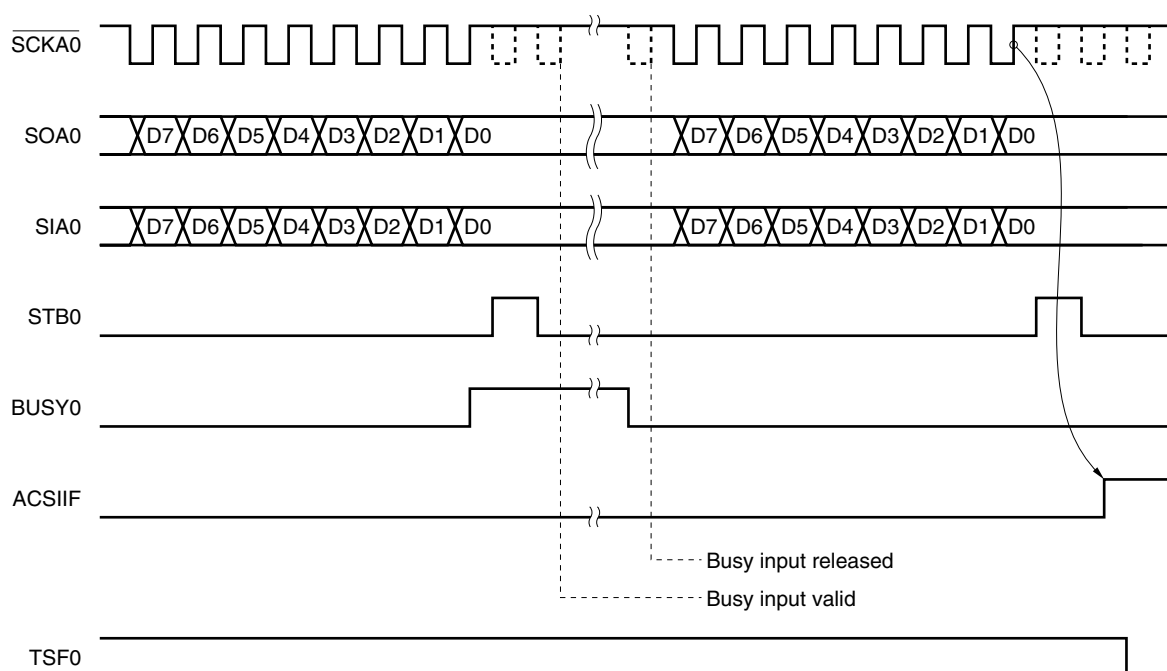 SCKA0
SOA0 D7 D6 D5 D4 D3 D2 D1 D0 D7 D6 D5 D4 D3 D2 D1 D0
SIA0 D7 D6 D5 D4 D3 D2 D1 D0 D7 D6 D5 D4 D3 D2 D1 D0
STB0
BUSY0
ACSIIF
Busy input released
Busy input valid
TSF0